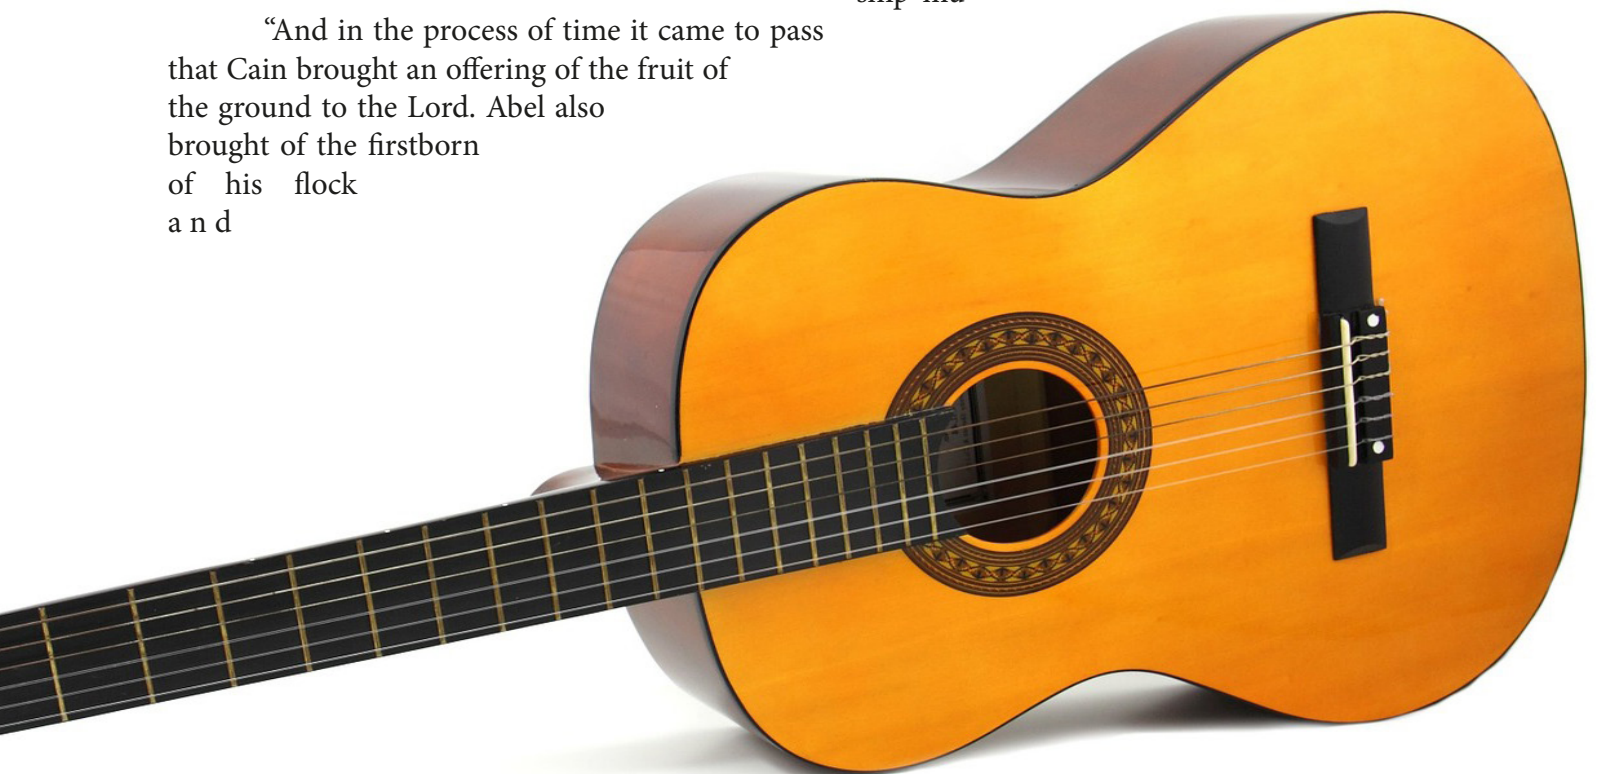 “And in the process of time it came to pass
that Cain brought an offering of the fruit of
the ground to the Lord. Abel also
brought of the firstborn
of his flock
a n d